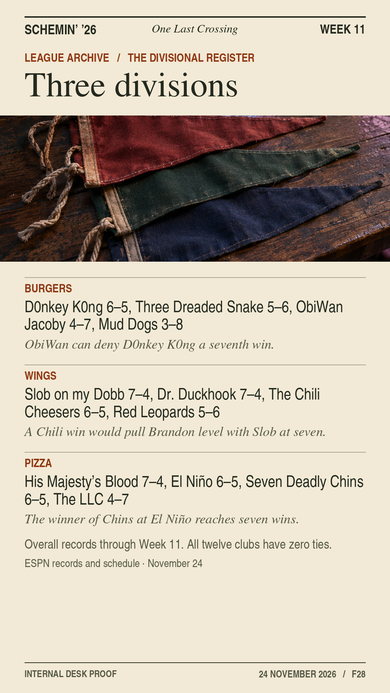 SCHEMIN’ ’26
One Last Crossing
WEEK 11
LEAGUE ARCHIVE / THE DIVISIONAL REGISTER
Three divisions
BURGERS
D0nkey K0ng 6–5, Three Dreaded Snake 5–6, ObiWan
Jacoby 4–7, Mud Dogs 3–8
ObiWan can deny D0nkey K0ng a seventh win.
WINGS
Slob on my Dobb 7–4, Dr. Duckhook 7–4, The Chili
Cheesers 6–5, Red Leopards 5–6
A Chili win would pull Brandon level with Slob at seven.
PIZZA
His Majesty’s Blood 7–4, El Niño 6–5, Seven Deadly Chins
6–5, The LLC 4–7
The winner of Chins at El Niño reaches seven wins.
Overall records through Week 11. All twelve clubs have zero ties.
ESPN records and schedule · November 24
INTERNAL DESK PROOF
24 NOVEMBER 2026 / F28